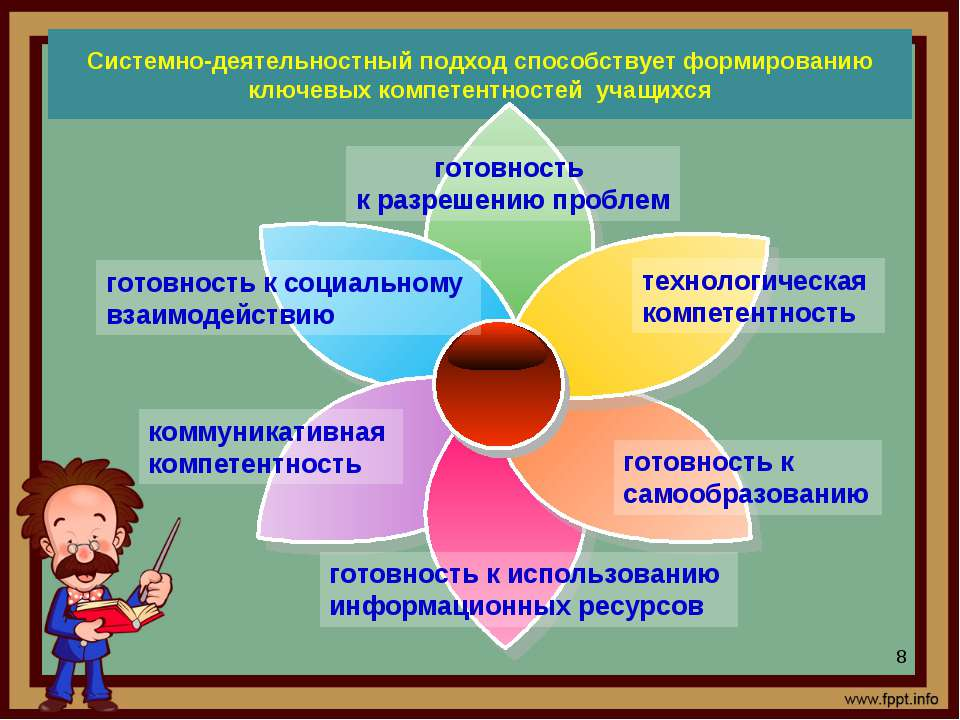 Системно-деятельностный подход способствует формированию
ключевых компетентностей учащихся
готовность
к разрешению проблем
готовность к социальному
взаимодействию
технологическая
компетентность
коммуникативная
компетентность
готовность к
самообразованию
готовность к использованию
информационных ресурсов
8
www.fppt.info